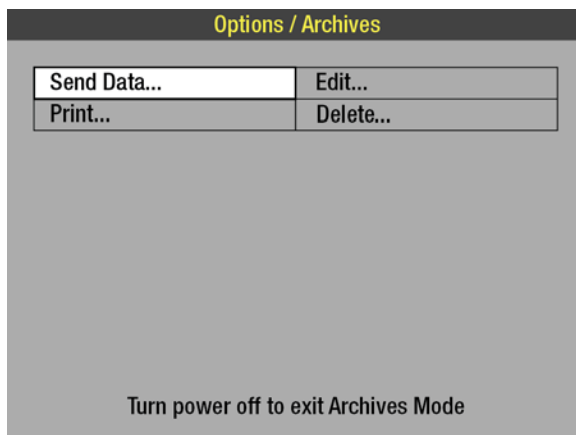 Options / Archives
Send Data... Edit...
Print... Delete...
Turn power off to exit Archives Mode